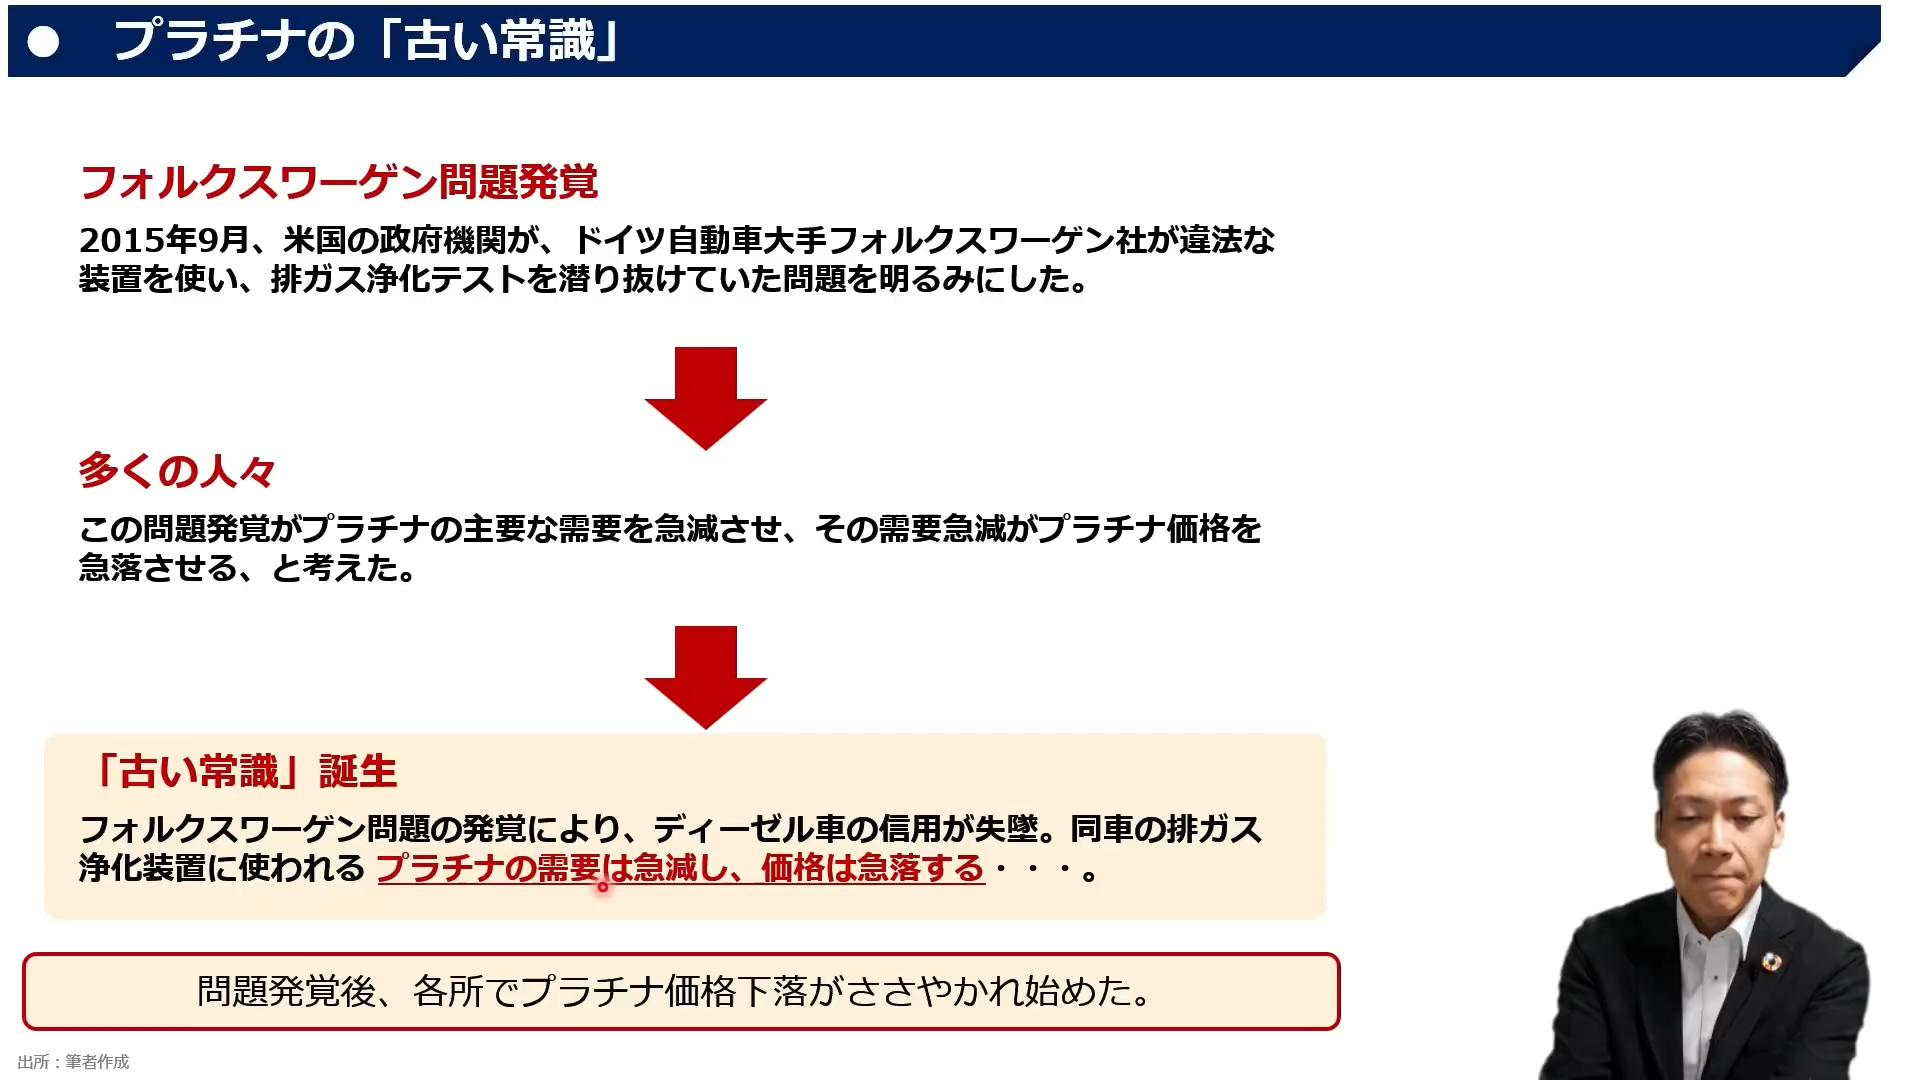 プラチナの「古い常識」
フォルクスワーゲン問題発覚
2015年9月、米国の政府機関が、ドイツ自動車大手フォルクスワーゲン社が違法な
装置を使い、排ガス浄化テストを潜り抜けていた問題を明るみにした。
多くの人々
この問題発覚がプラチナの主要な需要を急減させ、その需要急減がプラチナ価格を
急落させる、と考えた。
「古い常識」誕生
フォルクスワーゲン問題の発覚により、ディーゼル車の信用が失墜。同車の排ガス
浄化装置に使われる プラチナの需要は急減し、価格は急落する・・・。
問題発覚後、各所でプラチナ価格下落がささやかれ始めた。
出所：筆者作成